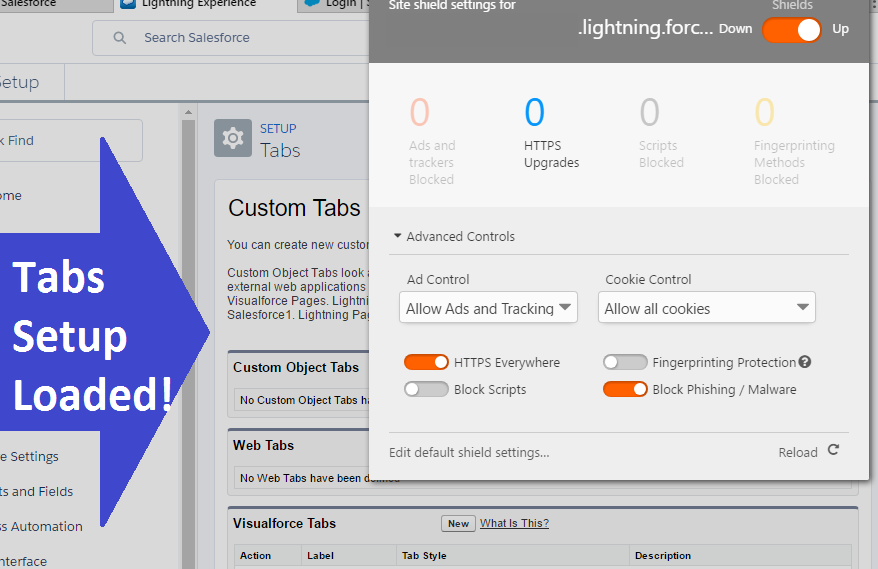 Salesforce
Lightning Experience
Login | S
Search Salesforce
Setup
k Find
ome
e Settings
ts and Fields
ss Automation
nterface
Tabs
Setup
Loaded!
SETUP
Tabs
Custom Tabs
You can create new custom
Custom Object Tabs look a
external web applications
Visualforce Pages. Lightni
Salesforce1. Lightning Pag
Custom Object Tabs
No Custom Object Tabs ha
Web Tabs
No Web Tabs have been defined
Visualforce Tabs
New
What Is This?
Action
Label
Tab Style
Description
Site shield settings for
.lightning.forc...
Shields
Down
Up
0
Ads and
trackers
Blocked
0
HTTPS
Upgrades
0
Scripts
Blocked
0
Fingerprinting
Methods
Blocked
Advanced Controls
Ad Control
Allow Ads and Tracking
Cookie Control
Allow all cookies
HTTPS Everywhere
Fingerprinting Protection
Block Scripts
Block Phishing / Malware
Edit default shield settings...
Reload